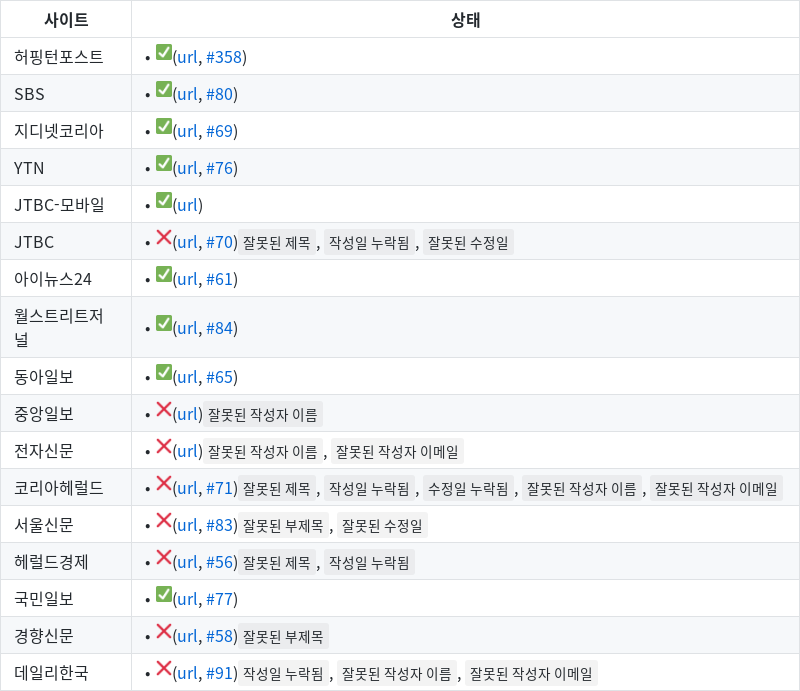 사이트 상태
허핑턴포스트 • ✅(url, #358)
SBS • ✅(url, #80)
지디넷코리아 • ✅(url, #69)
YTN • ✅(url, #76)
JTBC-모바일 • ✅(url)
JTBC • ❌(url, #70) 잘못된 제목 , 작성일 누락됨 , 잘못된 수정일
아이뉴스24 • ✅(url, #61)
월스트리트저
널 • ✅(url, #84)
동아일보 • ✅(url, #65)
중앙일보 • ❌(url) 잘못된 작성자 이름
전자신문 • ❌(url) 잘못된 작성자 이름 , 잘못된 작성자 이메일
코리아헤럴드 • ❌(url, #71) 잘못된 제목 , 작성일 누락됨 , 수정일 누락됨 , 잘못된 작성자 이름 , 잘못된 작성자 이메일
서울신문 • ❌(url, #83) 잘못된 부제목 , 잘못된 수정일
헤럴드경제 • ❌(url, #56) 잘못된 제목 , 작성일 누락됨
국민일보 • ✅(url, #77)
경향신문 • ❌(url, #58) 잘못된 부제목
데일리한국 • ❌(url, #91) 작성일 누락됨 , 잘못된 작성자 이름 , 잘못된 작성자 이메일